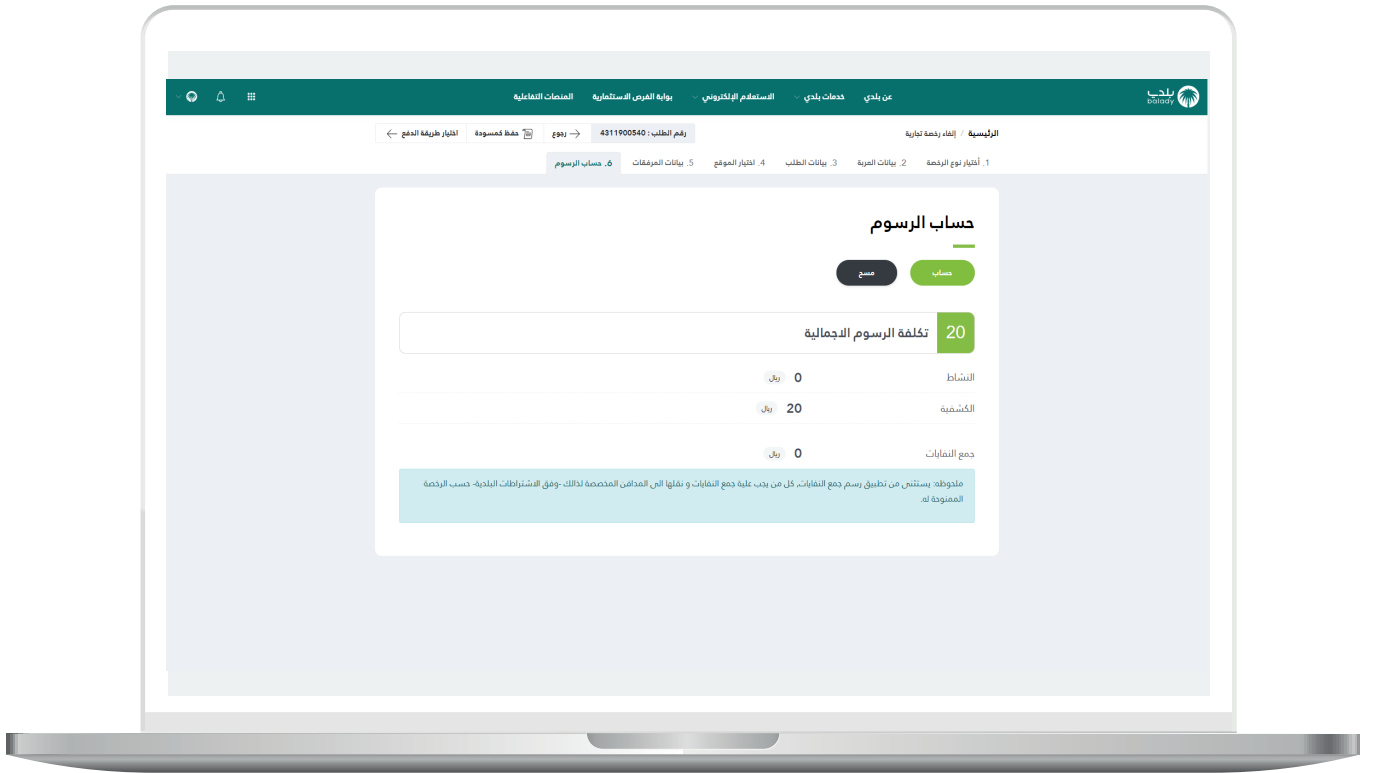 بلدي
balady
عن بلدي
خدمات بلدي
الاستعلام الإلكتروني
بوابة الفرص الاستثمارية
المنصات التفاعلية
الرئيسية / إلغاء رخصة تجارية
رقم الطلب : 4311900540
رجوع
حفظ كمسودة
اختيار طريقة الدفع
1. أختيار نوع الرخصة
2. بيانات العربة
3. بيانات الطلب
4. اختيار الموقع
5. بيانات المرفقات
6. حساب الرسوم
حساب الرسوم
حساب
مسح
20 تكلفة الرسوم الاجمالية
النشاط 0 ريال
الكشفية 20 ريال
جمع النفايات 0 ريال
ملحوظه: يستثنى من تطبيق رسم جمع النفايات, كل من يجب علية جمع النفايات و نقلها الى المدافن المخصصة لذالك -وفق الاشتراطات البلدية- حسب الرخصة
الممنوحة له.